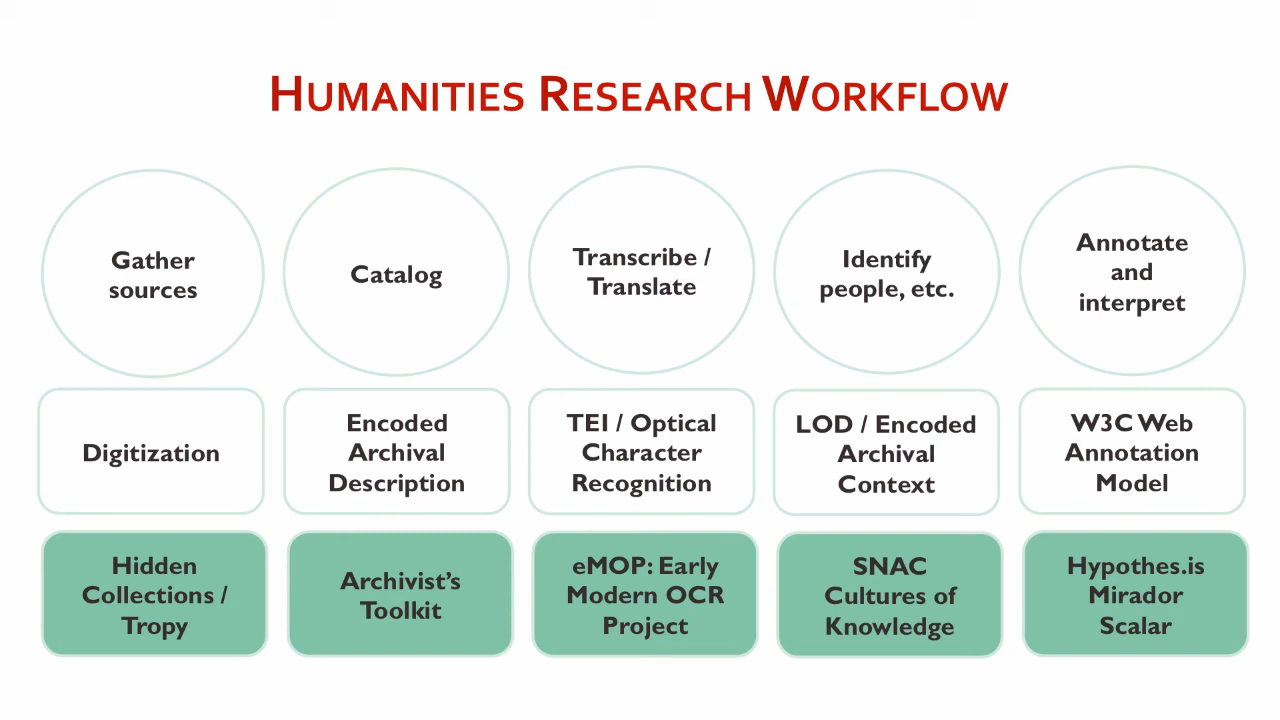 HUMANITIES RESEARCH WORKFLOW
Gather
sources
Catalog
Transcribe /
Translate
Identify
people, etc.
Annotate
and
interpret
Digitization
Encoded
Archival
Description
TEI / Optical
Character
Recognition
LOD / Encoded
Archival
Context
W3C Web
Annotation
Model
Hidden
Collections /
Tropy
Archivist’s
Toolkit
eMOP: Early
Modern OCR
Project
SNAC
Cultures of
Knowledge
Hypothes.is
Mirador
Scalar